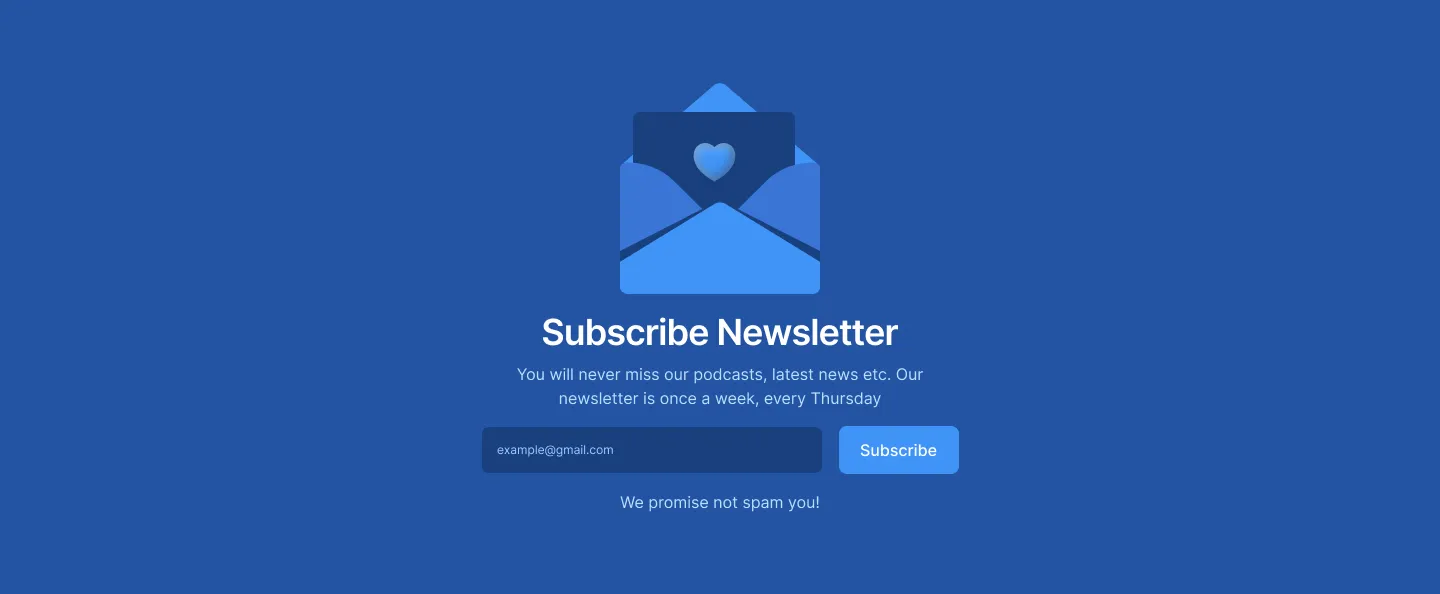 Subscribe Newsletter
You will never miss our podcasts, latest news etc. Our
newsletter is once a week, every Thursday
example@gmail.com
Subscribe
We promise not spam you!